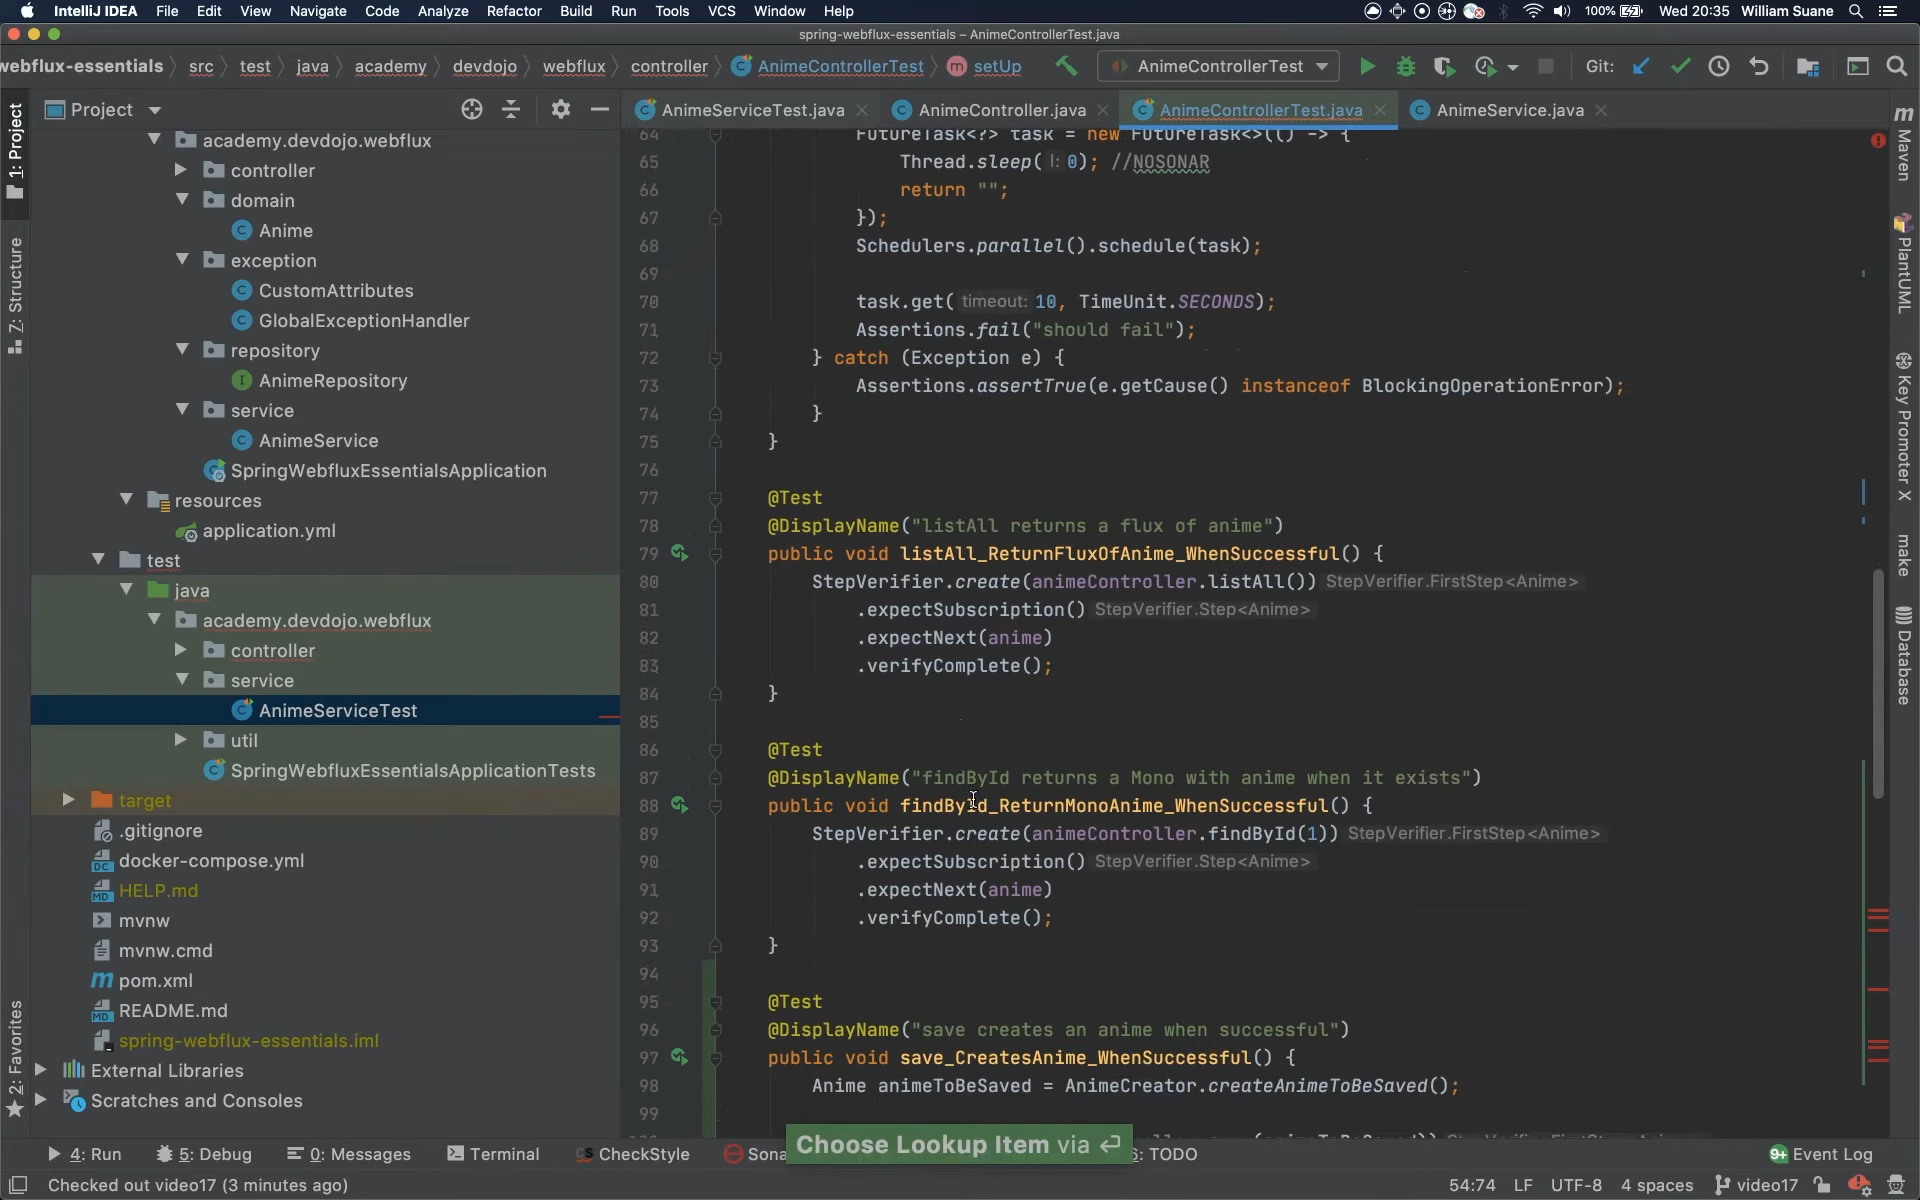 IntelliJ IDEA File Edit View Navigate Code Analyze Refactor Build Run Tools VCS Window Help 100% Wed 20:35 William Suane
spring-webflux-essentials – AnimeControllerTest.java
webflux-essentials src test java academy devdojo webflux controller AnimeControllerTest m setUp AnimeControllerTest Git:
Project
AnimeServiceTest.java AnimeController.java AnimeControllerTest.java AnimeService.java
1: Project
7: Structure
2: Favorites
academy.devdojo.webflux
controller
domain
Anime
exception
CustomAttributes
GlobalExceptionHandler
repository
AnimeRepository
service
AnimeService
SpringWebfluxEssentialsApplication
resources
application.yml
test
java
academy.devdojo.webflux
controller
service
AnimeServiceTest
util
SpringWebfluxEssentialsApplicationTests
target
.gitignore
docker-compose.yml
HELP.md
mvnw
mvnw.cmd
pom.xml
README.md
spring-webflux-essentials.iml
External Libraries
Scratches and Consoles
64 FutureTask<?> task = new FutureTask<>(() -> {
65 Thread.sleep( l: 0); //NOSONAR
66 return "";
67 });
68 Schedulers.parallel().schedule(task);
69
70 task.get( timeout: 10, TimeUnit.SECONDS);
71 Assertions.fail("should fail");
72 } catch (Exception e) {
73 Assertions.assertTrue(e.getCause() instanceof BlockingOperationError);
74 }
75 }
76
77 @Test
78 @DisplayName("listAll returns a flux of anime")
79 public void listAll_ReturnFluxOfAnime_WhenSuccessful() {
80 StepVerifier.create(animeController.listAll()) StepVerifier.FirstStep<Anime>
81 .expectSubscription() StepVerifier.Step<Anime>
82 .expectNext(anime)
83 .verifyComplete();
84 }
85
86 @Test
87 @DisplayName("findById returns a Mono with anime when it exists")
88 public void findById_ReturnMonoAnime_WhenSuccessful() {
89 StepVerifier.create(animeController.findById(1)) StepVerifier.FirstStep<Anime>
90 .expectSubscription() StepVerifier.Step<Anime>
91 .expectNext(anime)
92 .verifyComplete();
93 }
94
95 @Test
96 @DisplayName("save creates an anime when successful")
97 public void save_CreatesAnime_WhenSuccessful() {
98 Anime animeToBeSaved = AnimeCreator.createAnimeToBeSaved();
99
Maven
PlantUML
Key Promoter X
make
Database
Choose Lookup Item via ↵
4: Run 5: Debug 0: Messages Terminal CheckStyle Sona 6: TODO 9+ Event Log
Checked out video17 (3 minutes ago) 54:74 LF UTF-8 4 spaces video17